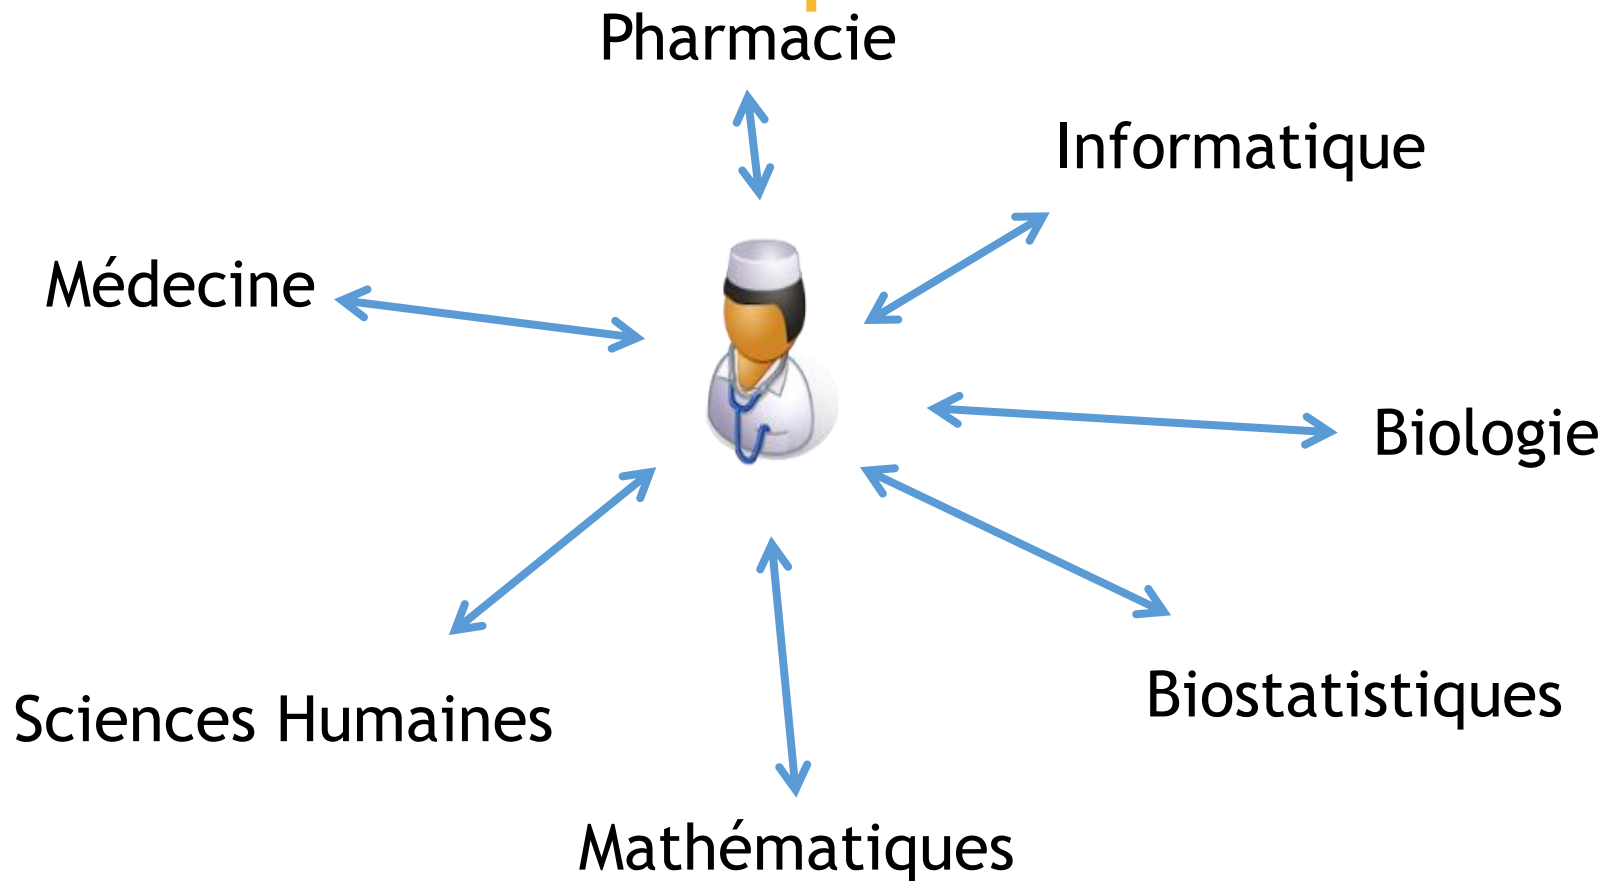 Pharmacie
Informatique
Médecine
Biologie
Biostatistiques
Sciences Humaines
Mathématiques